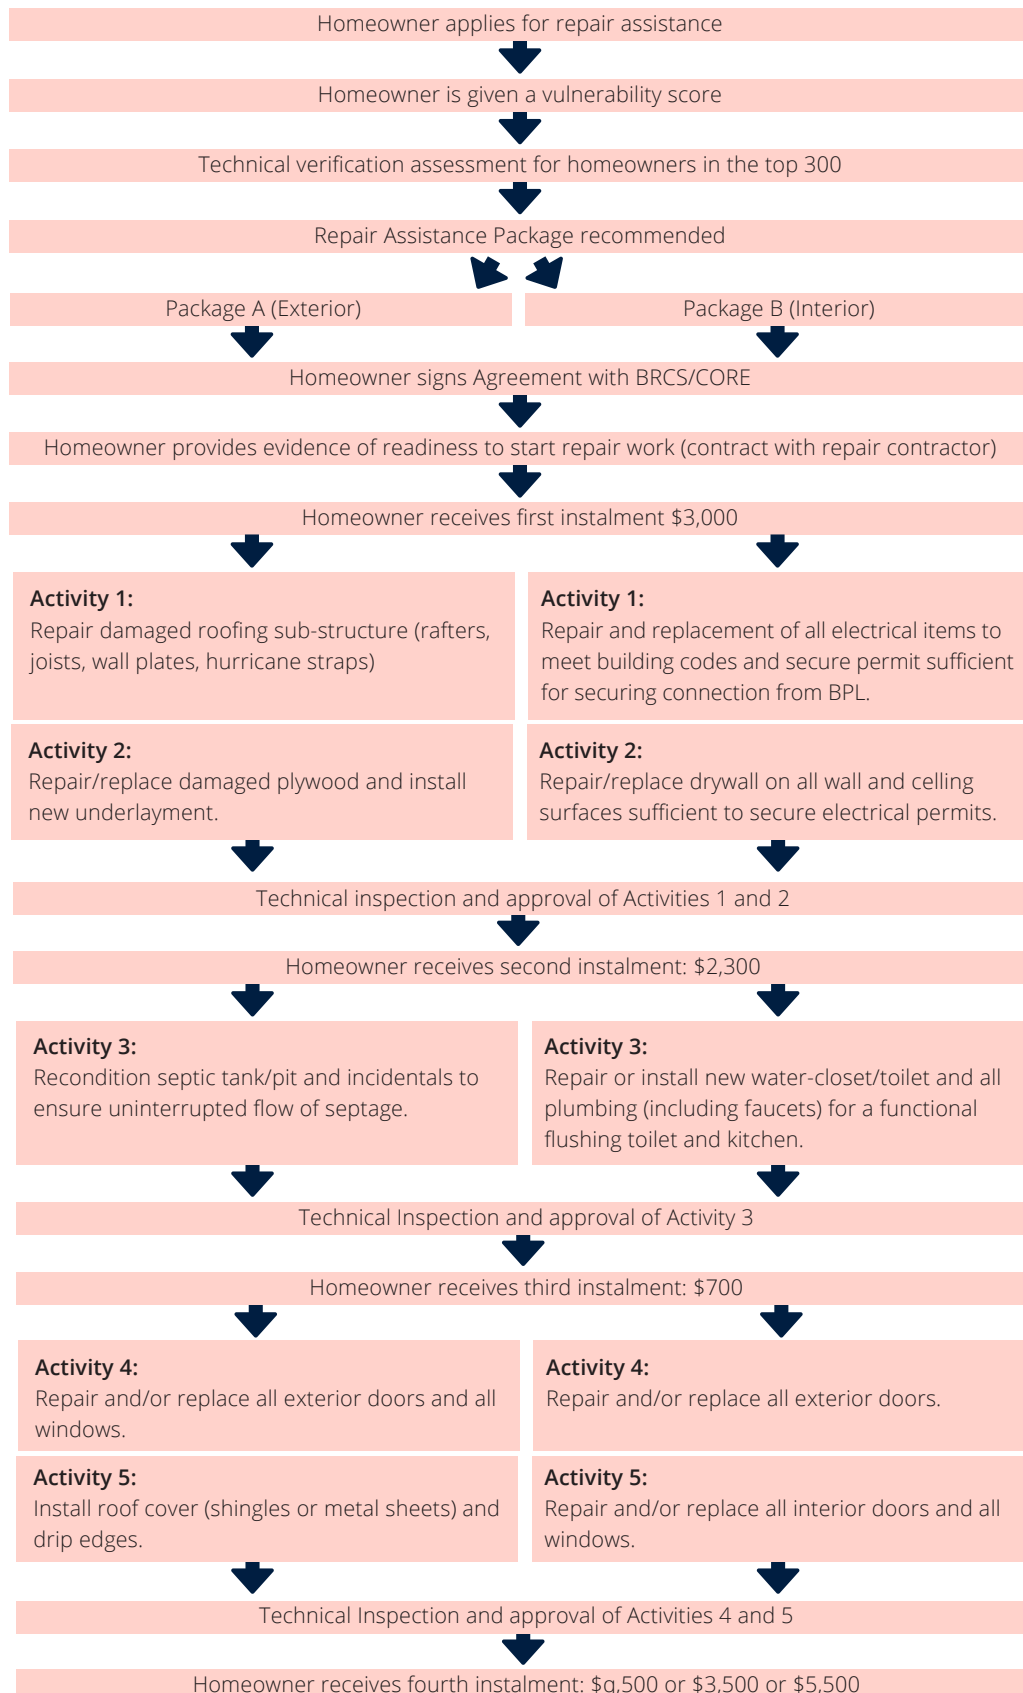 Homeowner applies for repair assistance
Homeowner is given a vulnerability score
Technical verification assessment for homeowners in the top 300
Repair Assistance Package recommended
Package A (Exterior)
Package B (Interior)
Homeowner signs Agreement with BRCS/CORE
Homeowner provides evidence of readiness to start repair work (contract with repair contractor)
Homeowner receives first instalment $3,000
Activity 1:
Repair damaged roofing sub-structure (rafters,
joists, wall plates, hurricane straps)
Activity 1:
Repair and replacement of all electrical items to
meet building codes and secure permit sufficient
for securing connection from BPL.
Activity 2:
Repair/replace damaged plywood and install
new underlayment.
Activity 2:
Repair/replace drywall on all wall and celling
surfaces sufficient to secure electrical permits.
Technical inspection and approval of Activities 1 and 2
Homeowner receives second instalment: $2,300
Activity 3:
Recondition septic tank/pit and incidentals to
ensure uninterrupted flow of septage.
Activity 3:
Repair or install new water-closet/toilet and all
plumbing (including faucets) for a functional
flushing toilet and kitchen.
Technical Inspection and approval of Activity 3
Homeowner receives third instalment: $700
Activity 4:
Repair and/or replace all exterior doors and all
windows.
Activity 4:
Repair and/or replace all exterior doors.
Activity 5:
Install roof cover (shingles or metal sheets) and
drip edges.
Activity 5:
Repair and/or replace all interior doors and all
windows.
Technical Inspection and approval of Activities 4 and 5
Homeowner receives fourth instalment: $q,500 or $3,500 or $5,500